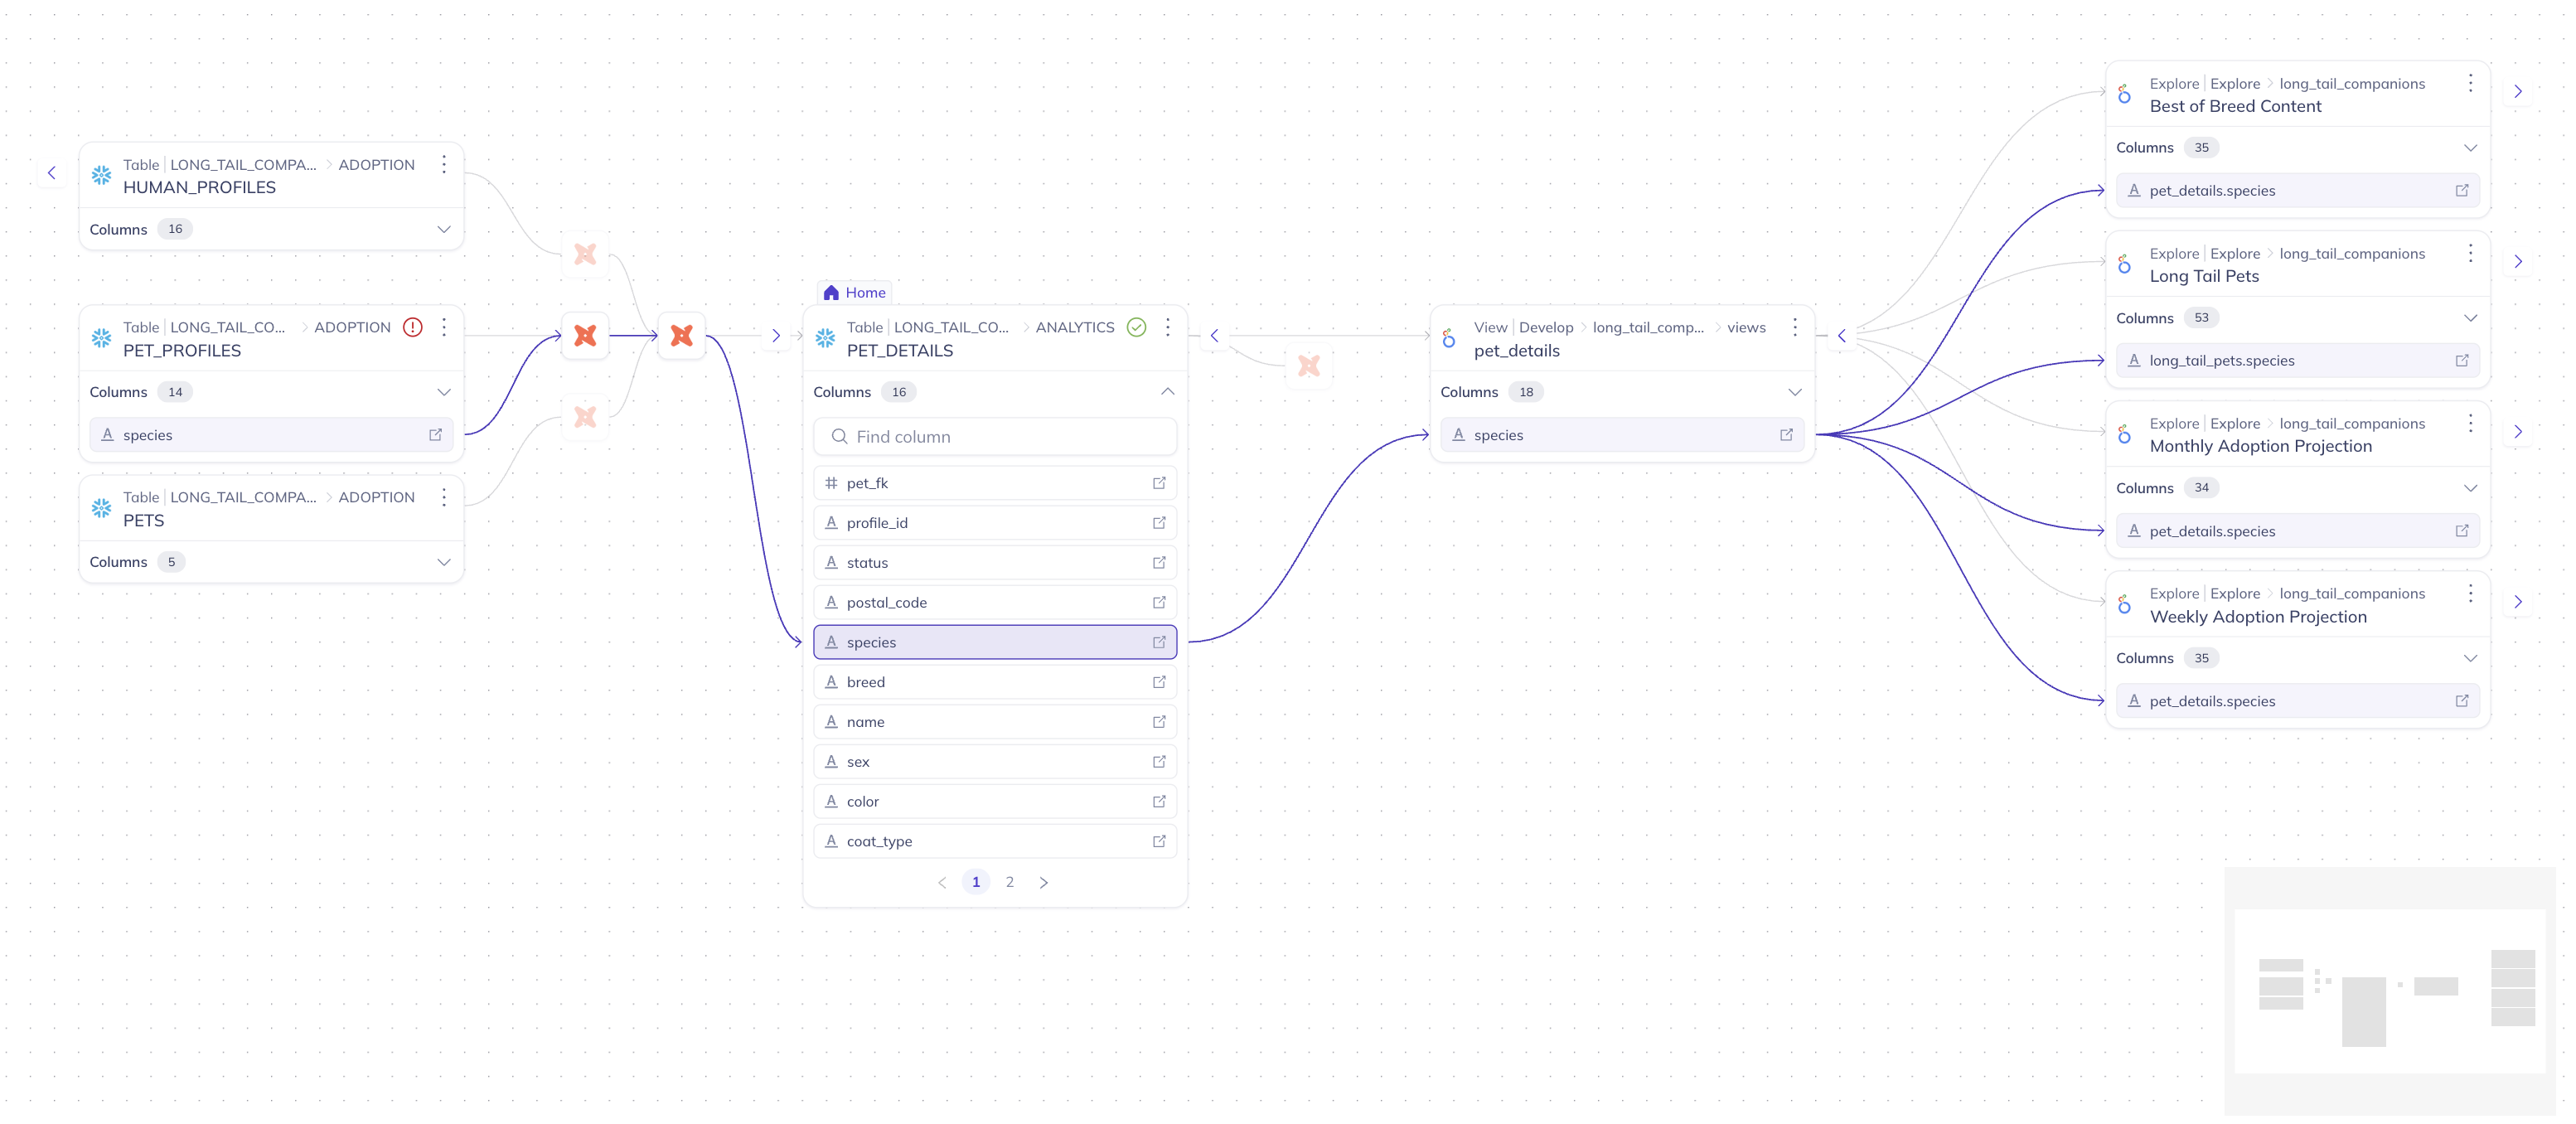 Table | LONG_TAIL_COMPA... > ADOPTION
HUMAN_PROFILES
Columns 16
Table | LONG_TAIL_CO... > ADOPTION
PET_PROFILES
Columns 14
A species
Table | LONG_TAIL_COMPA... > ADOPTION
PETS
Columns 5
Home
Table | LONG_TAIL_CO... > ANALYTICS
PET_DETAILS
Columns 16
Find column
# pet_fk
A profile_id
A status
A postal_code
A species
A breed
A name
A sex
A color
A coat_type
< 1 2 >
View | Develop > long_tail_comp... > views
pet_details
Columns 18
A species
Explore | Explore > long_tail_companions
Best of Breed Content
Columns 35
A pet_details.species
Explore | Explore > long_tail_companions
Long Tail Pets
Columns 53
A long_tail_pets.species
Explore | Explore > long_tail_companions
Monthly Adoption Projection
Columns 34
A pet_details.species
Explore | Explore > long_tail_companions
Weekly Adoption Projection
Columns 35
A pet_details.species